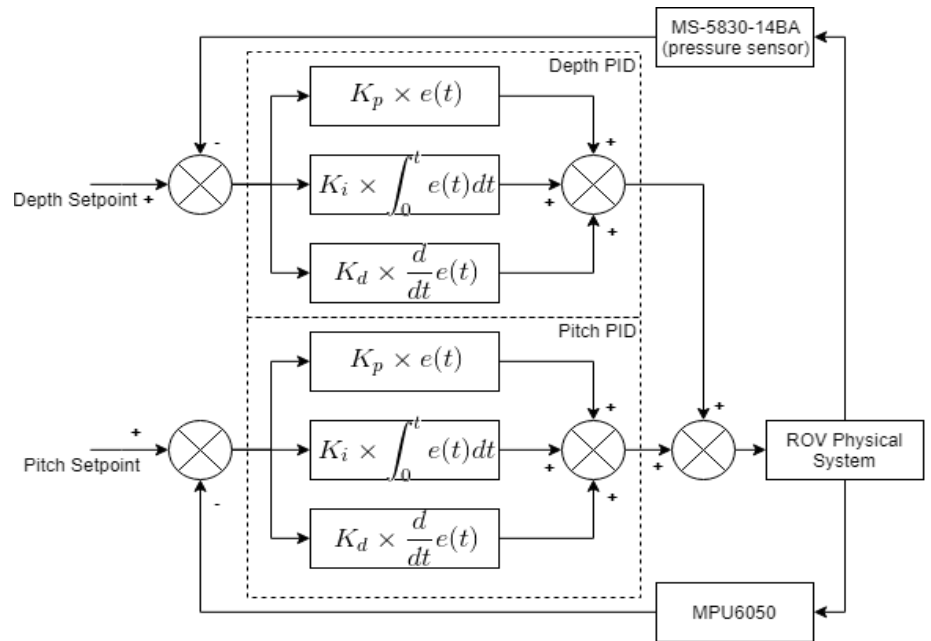 MS-5830-14BA
(pressure sensor)
Depth PID
K_p × e(t)
-
Depth Setpoint +
K_i × ∫_0^t e(t)dt
+
+
+
K_d × d/dt e(t)
Pitch PID
K_p × e(t)
+
Pitch Setpoint
-
K_i × ∫_0^t e(t)dt
+
+
+
K_d × d/dt e(t)
+
+
ROV Physical
System
MPU6050